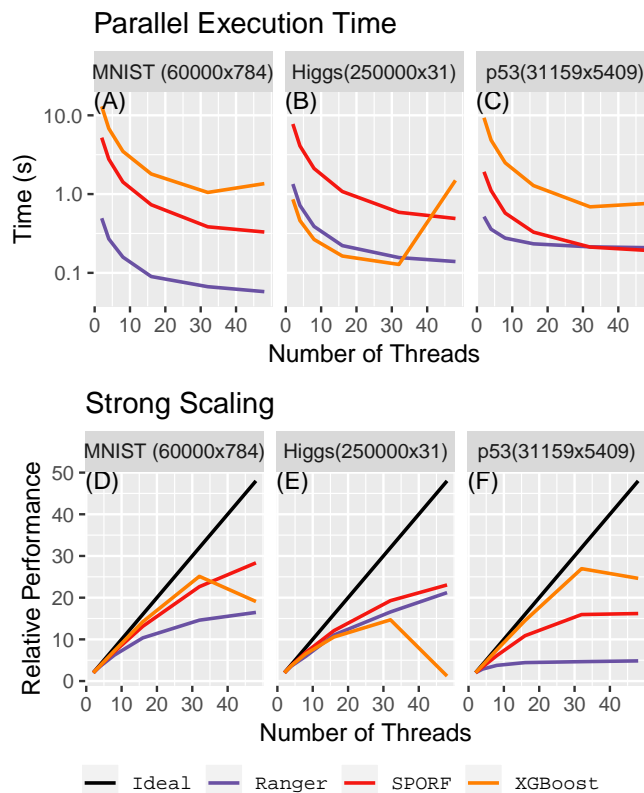 Parallel Execution Time
MNIST (60000x784) Higgs(250000x31) p53(31159x5409)
(A) (B) (C)
10.0
1.0
0.1
Time (s)
0 10 20 30 40 0 10 20 30 40 0 10 20 30 40
Number of Threads
Strong Scaling
MNIST (60000x784) Higgs(250000x31) p53(31159x5409)
(D) (E) (F)
50
40
30
20
10
0
Relative Performance
0 10 20 30 40 0 10 20 30 40 0 10 20 30 40
Number of Threads
Ideal Ranger SPORF XGBoost